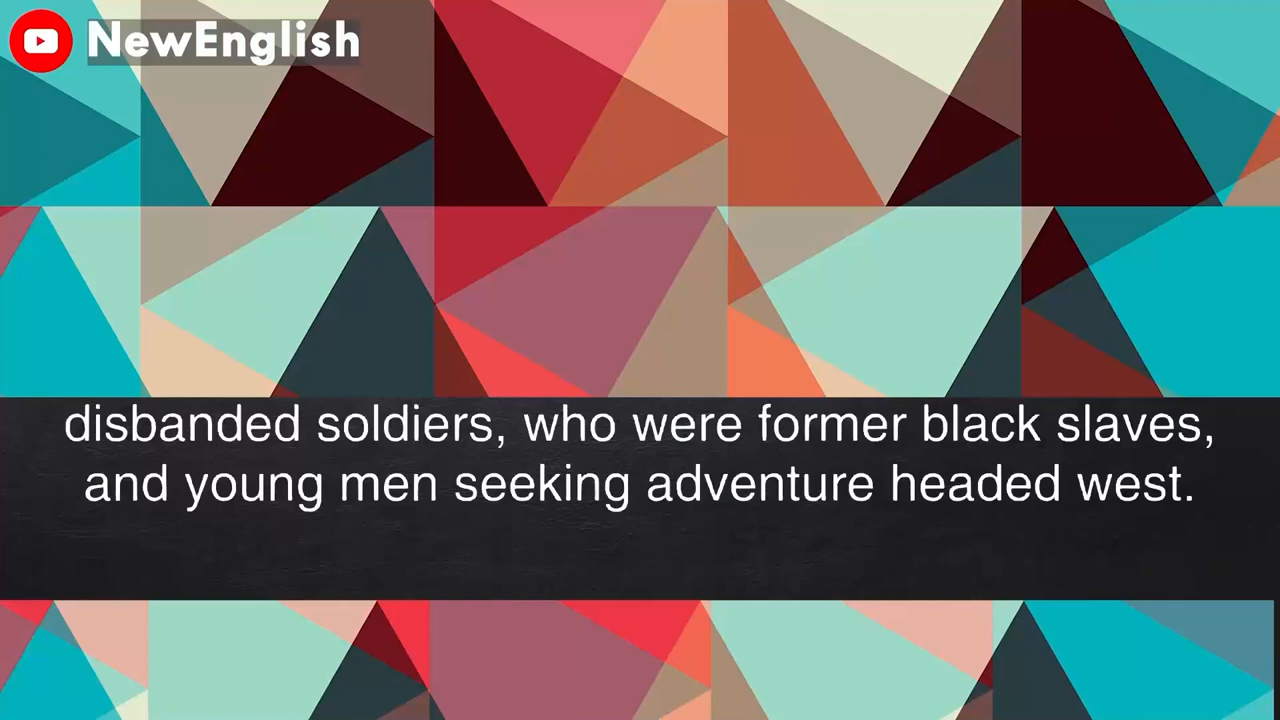 NewEnglish
disbanded soldiers, who were former black slaves,
and young men seeking adventure headed west.